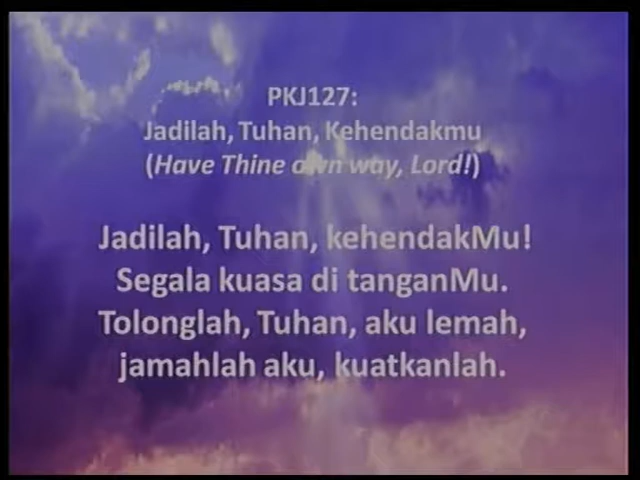 PKJ127:
Jadilah, Tuhan, Kehendakmu
(Have Thine own way, Lord!)
Jadilah, Tuhan, kehendakMu!
Segala kuasa di tanganMu.
Tolonglah, Tuhan, aku lemah,
jamahlah aku, kuatkanlah.